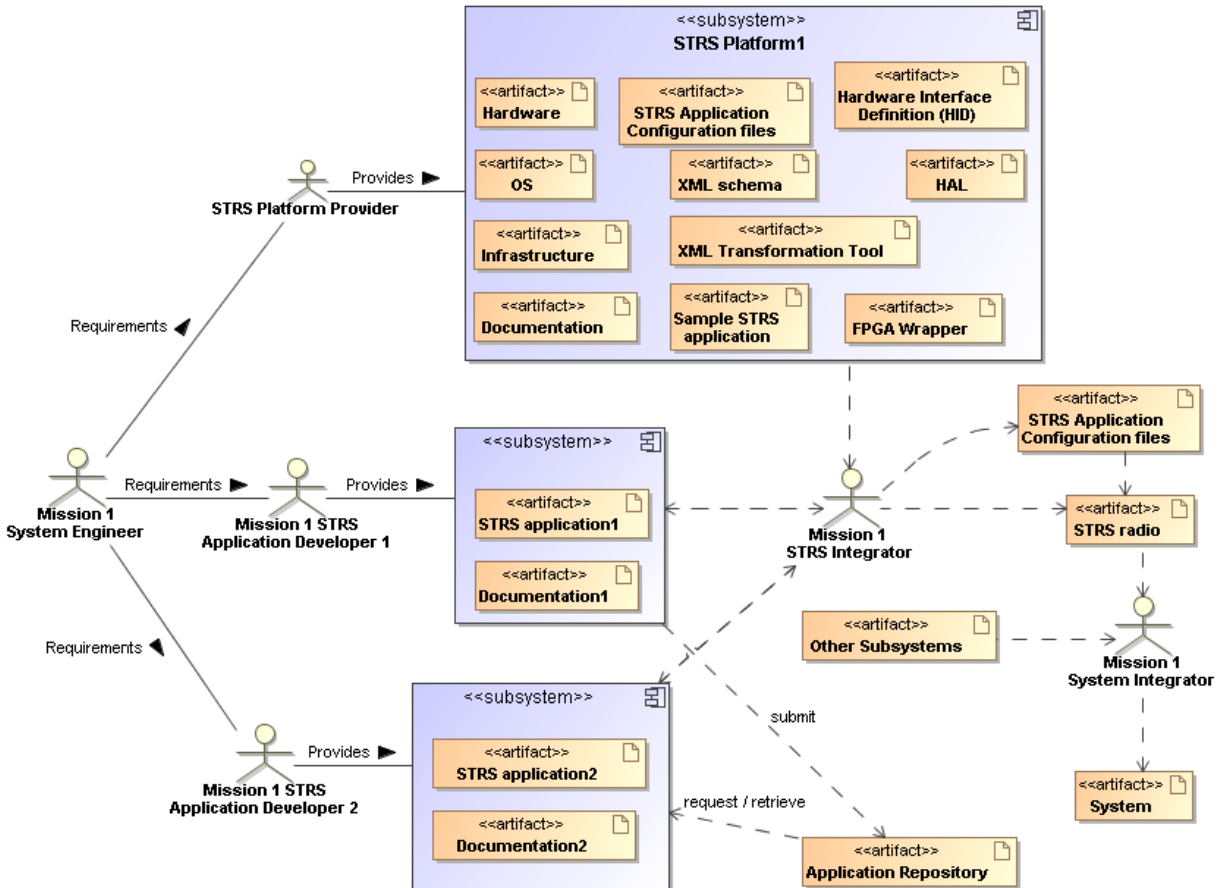 <<subsystem>>
STRS Platform1
<<artifact>>
Hardware
<<artifact>>
STRS Application
Configuration files
<<artifact>>
Hardware Interface
Definition (HID)
<<artifact>>
OS
<<artifact>>
XML schema
<<artifact>>
HAL
<<artifact>>
Infrastructure
<<artifact>>
XML Transformation Tool
<<artifact>>
Documentation
<<artifact>>
Sample STRS
application
<<artifact>>
FPGA Wrapper
Provides
STRS Platform Provider
Requirements
Mission 1
System Engineer
Requirements
Mission 1 STRS
Application Developer 1
Provides
<<subsystem>>
<<artifact>>
STRS application1
<<artifact>>
Documentation1
Mission 1
STRS Integrator
<<artifact>>
STRS Application
Configuration files
<<artifact>>
STRS radio
<<artifact>>
Other Subsystems
Mission 1
System Integrator
<<artifact>>
System
Requirements
Mission 1 STRS
Application Developer 2
Provides
<<subsystem>>
<<artifact>>
STRS application2
<<artifact>>
Documentation2
submit
request / retrieve
<<artifact>>
Application Repository